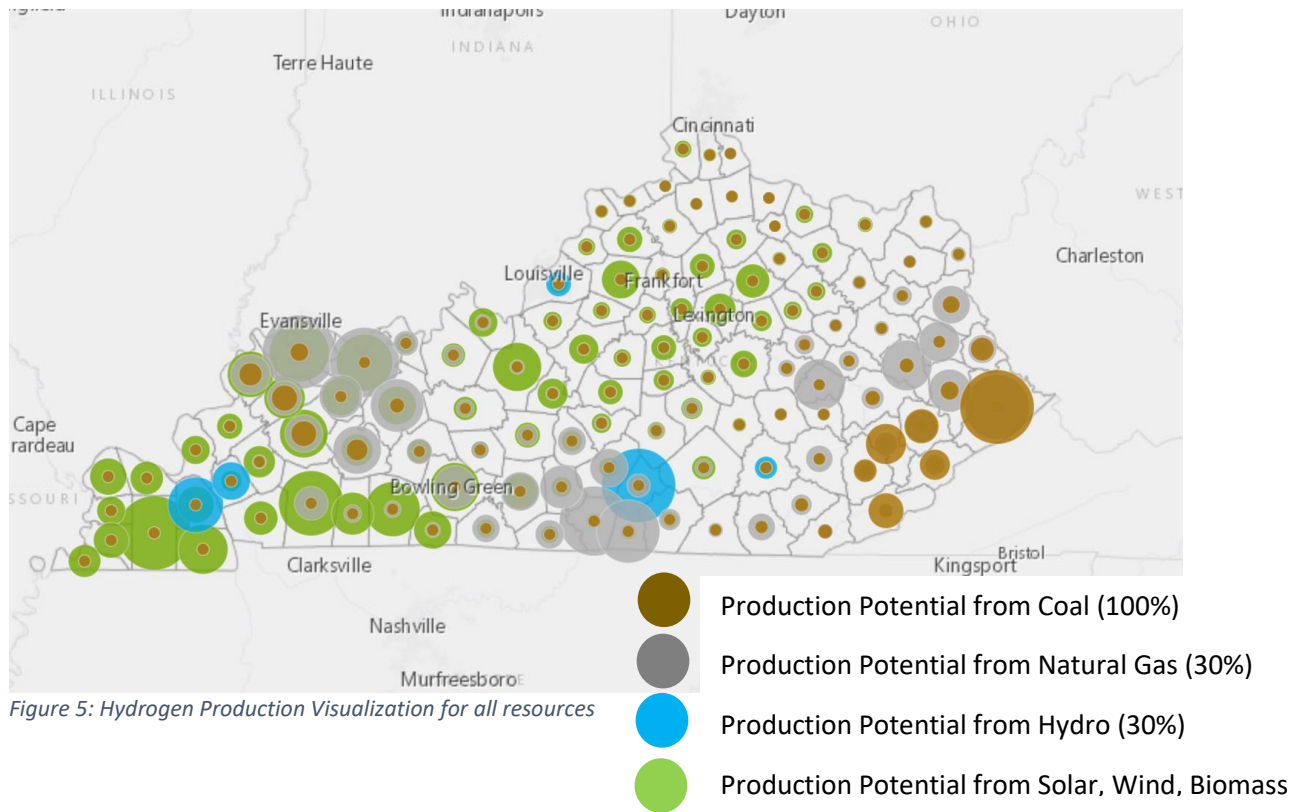 Indianapolis
Dayton
OHIO
INDIANA
Terre Haute
ILLINOIS
Cincinnati
WEST
Charleston
Louisville
Frankfort
Evansville
Lexington
Cape
rardeau
SSOURI
Bowling Green
Clarksville
Bristol
Kingsport
Nashville
Murfreesboro
Production Potential from Coal (100%)
Production Potential from Natural Gas (30%)
Figure 5: Hydrogen Production Visualization for all resources
Production Potential from Hydro (30%)
Production Potential from Solar, Wind, Biomass